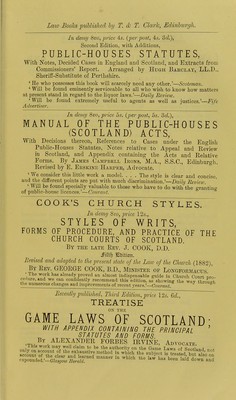 Law Books published by T. & T. Clark, Edinburgh.
In demy 8vo, price 4s. (per post, 4s. 3d.),
Second Edition, with Additions,
PUBLIC-HOUSES STATUTES,
With Notes, Decided Cases in England and Scotland, and Extracts from
Commissioners' Report. Arranged by HUGH BARCLAY, LL.D.,
Sheriff-Substitute of Perthshire.
'He who possesses this book will scarcely need any other.'—Scotsman.
'Will be found eminently serviceable to all who wish to know how matters
at present stand in regard to the liquor laws.'—Daily Review.
'Will be found extremely useful to agents as well as justices.'—Fife
Advertiser.
In demy 8vo, price 5s. (per post, 5s. 3d.),
MANUAL OF THE PUBLIC-HOUSES
(SCOTLAND) ACTS,
With Decisions thereon, References to Cases under the English
Public-Houses Statutes, Notes relative to Appeal and Review
in Scotland, and Appendix containing the Acts and Relative
Forms. By JAMES CAMPBELL IRONS, M.A., S.S.C., Edinburgh.
Revised by E. ERSKINE HARPER, Advocate.
'We consider this little work a model. . . . The style is clear and concise,
and the different points are put with much discrimination.'—Daily Review.
'Will be found specially valuable to those who have to do with the granting
of public-house licences.'—Courant.
COOK'S CHURCH STYLES.
In demy 8vo, price 12s.,
STYLES OF WRITS,
FORMS OF PROCEDURE, AND PRACTICE OF THE
CHURCH COURTS OF SCOTLAND.
BY THE LATE REV. J. COOK, D.D.
Fifth Edition.
Revised and adapted to the present state of the Law of the Church (1882),
BY REV. GEORGE COOK, B.D., MINISTER OF LONGFORMACUS.
'The work has already proved an almost indispensable guide in Church Court pro-
cedure, and we can confidently recommend this edition, as showing the way through
the numerous changes and improvements of recent years.'—Courant.
Recently published, Third Edition, price 12s. 6d.,
TREATISE
ON THE
GAME LAWS OF SCOTLAND;
WITH APPENDIX CONTAINING THE PRINCIPAL
STATUTES AND FORMS.
BY ALEXANDER FORBES IRVINE, ADVOCATE.
'This work may well claim to be the authority on the Game Laws of Scotland, not
only on account of the exhaustive method in which the subject is treated, but also on
account of the clear and learned manner in which the law has been laid down and
expounded.'—Glasgow Herald.